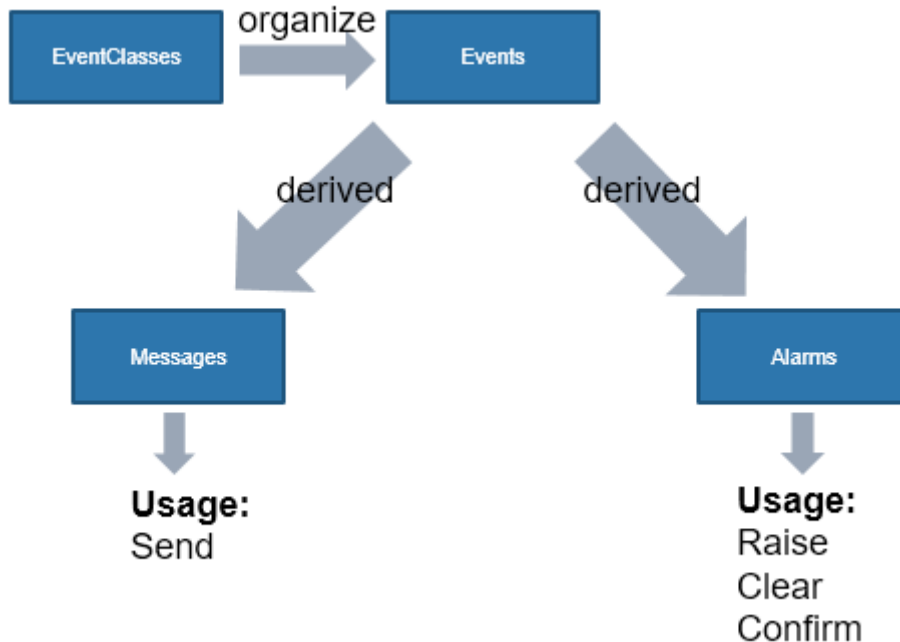 organize
EventClasses
Events
derived
derived
Messages
Alarms
Usage:
Send
Usage:
Raise
Clear
Confirm